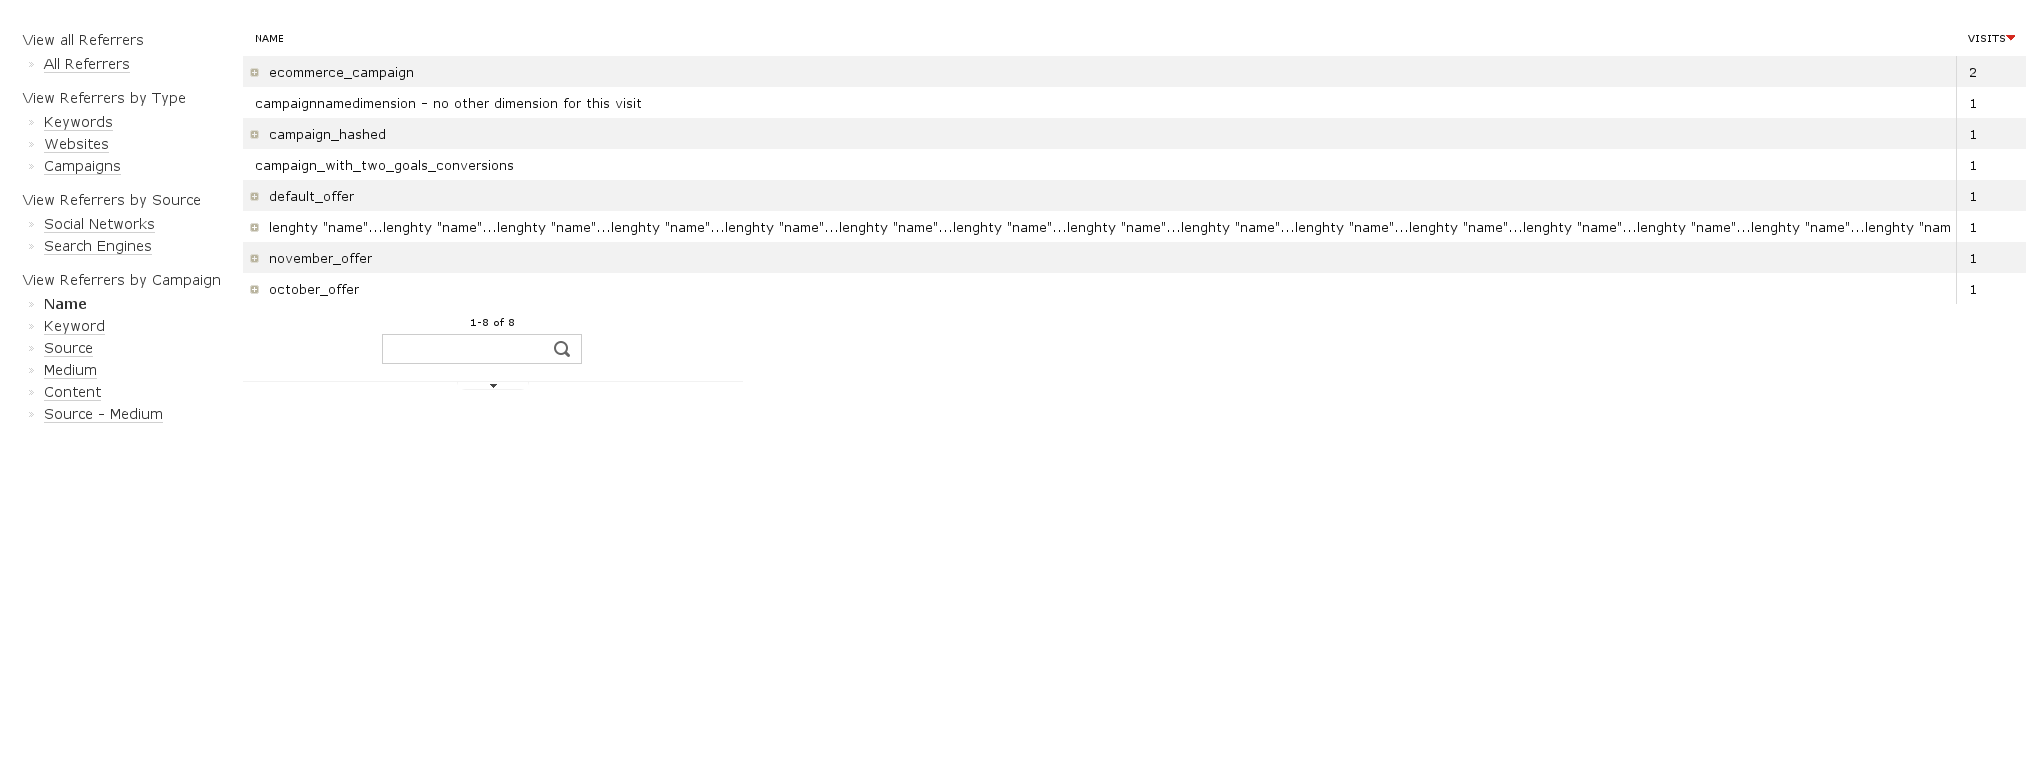 View all Referrers
All Referrers
View Referrers by Type
Keywords
Websites
Campaigns
View Referrers by Source
Social Networks
Search Engines
View Referrers by Campaign
Name
Keyword
Source
Medium
Content
Source - Medium
NAME VISITS
ecommerce_campaign 2
campaignnamedimension - no other dimension for this visit 1
campaign_hashed 1
campaign_with_two_goals_conversions 1
default_offer 1
lenghty "name"...lenghty "name"...lenghty "name"...lenghty "name"...lenghty "name"...lenghty "name"...lenghty "name"...lenghty "name"...lenghty "name"...lenghty "name"...lenghty "name"...lenghty "name"...lenghty "name"...lenghty "name"...lenghty "nam 1
november_offer 1
october_offer 1
1-8 of 8